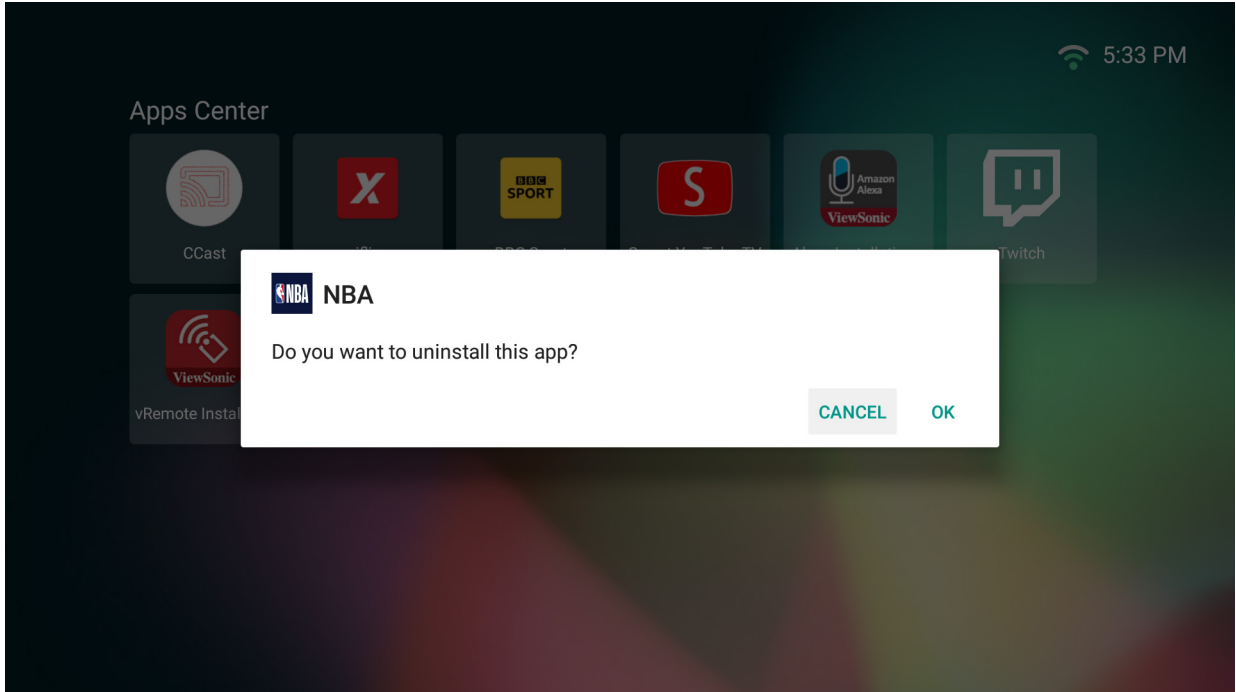 5:33 PM
Apps Center
BBC
SPORT
S
Amazon
Alexa
ViewSonic
CCast
Twitch
NBA
NBA
Do you want to uninstall this app?
ViewSonic
vRemote Instal
CANCEL OK